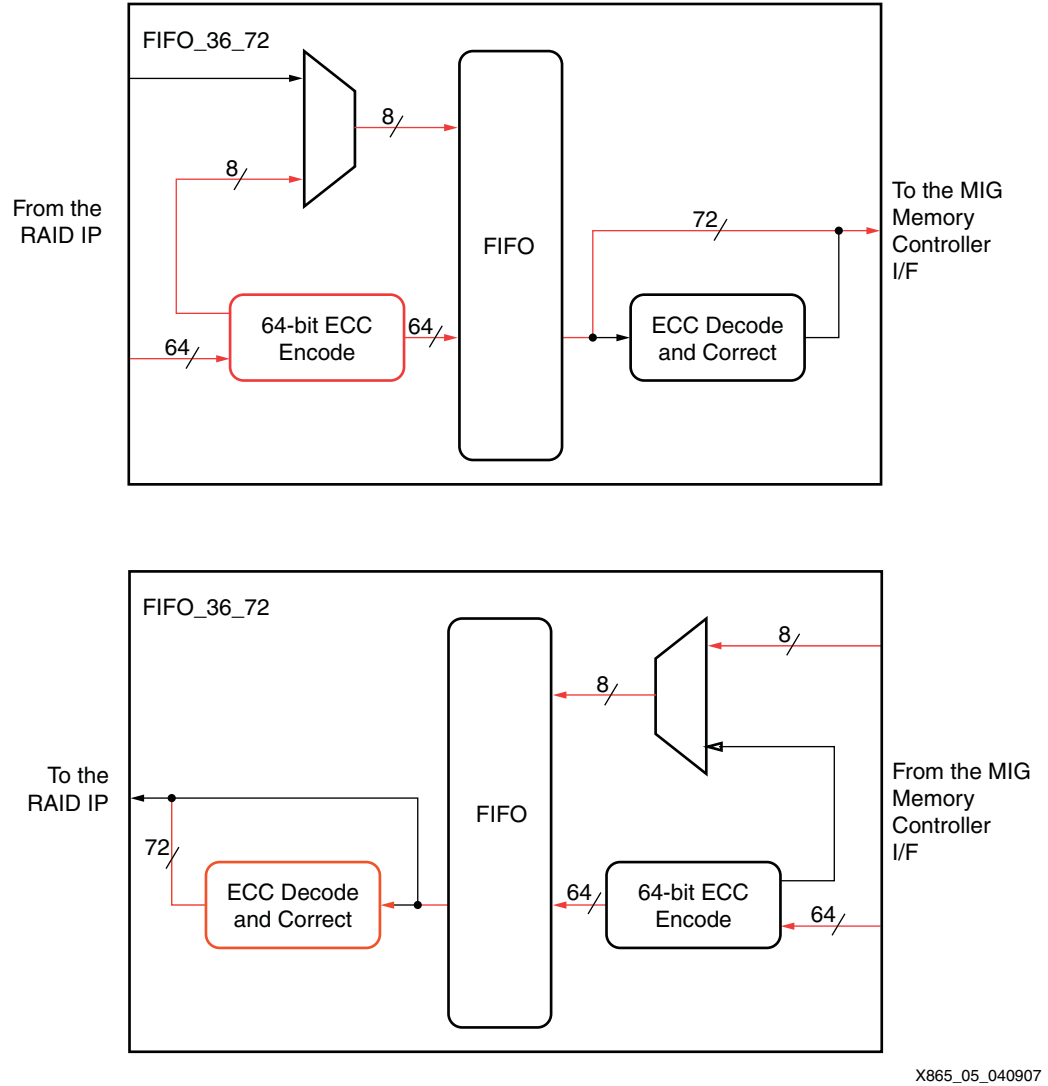 FIFO_36_72
8
8
From the
RAID IP
FIFO
72
To the MIG
Memory
Controller
I/F
64-bit ECC
Encode
64
64
ECC Decode
and Correct
FIFO_36_72
8
8
To the
RAID IP
FIFO
From the MIG
Memory
Controller
I/F
72
ECC Decode
and Correct
64
64-bit ECC
Encode
64
X865_05_040907